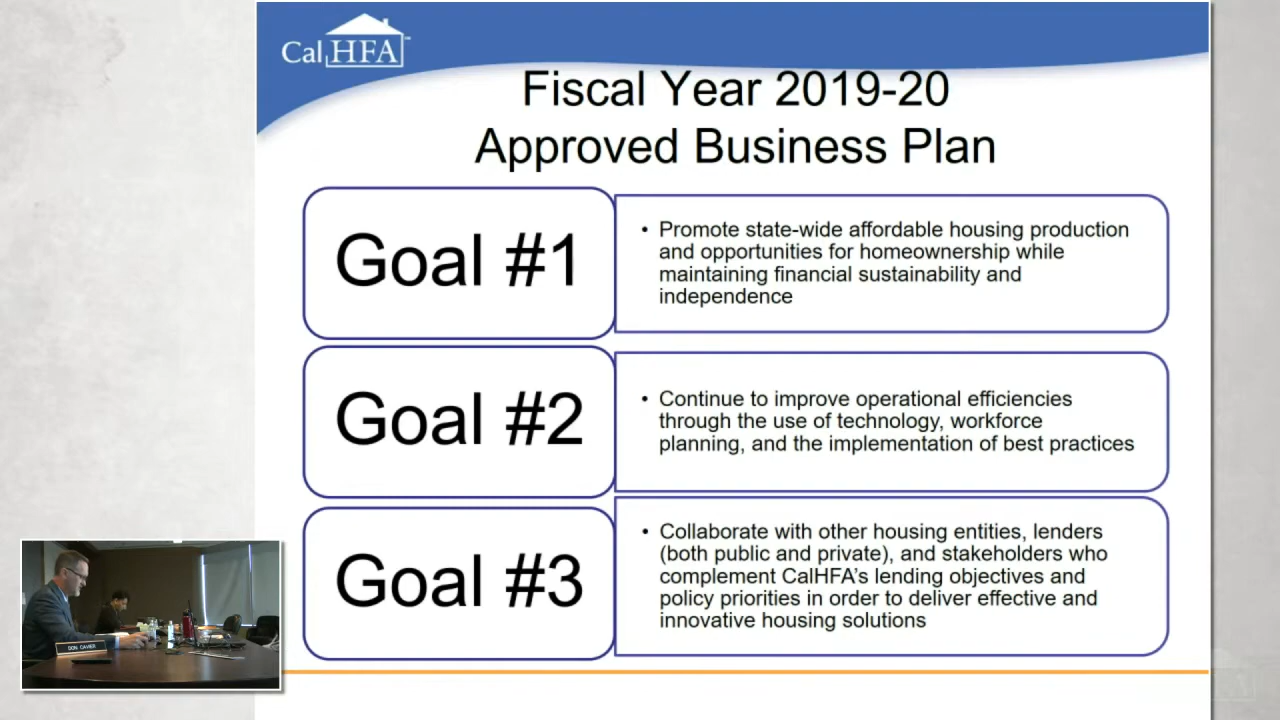 CalHFA™
Fiscal Year 2019-20
Approved Business Plan
Goal #1
• Promote state-wide affordable housing production
and opportunities for homeownership while
maintaining financial sustainability and
independence
Goal #2
• Continue to improve operational efficiencies
through the use of technology, workforce
planning, and the implementation of best practices
Goal #3
• Collaborate with other housing entities, lenders
(both public and private), and stakeholders who
complement CalHFA’s lending objectives and
policy priorities in order to deliver effective and
innovative housing solutions
DON CAVIER